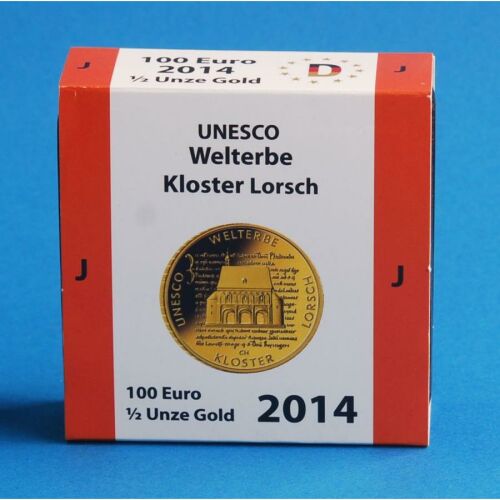 J
100 Euro
2014
½ Unze Gold
D
J
UNESCO
Welterbe
Kloster Lorsch
J
J
UNESCO WELTERBE
KLOSTER LORSCH
CH
100 Euro
½ Unze Gold
2014